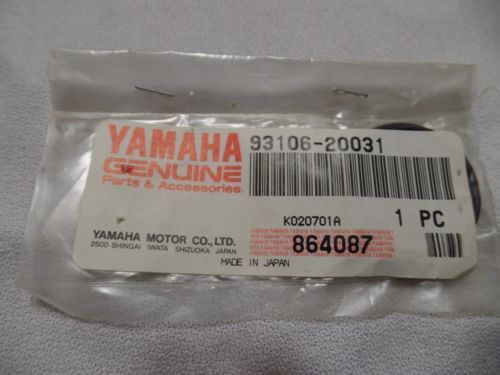 YAMAHA 93106-20031
GENUINE
Parts & Accessories
K020701A 1 PC
YAMAHA MOTOR CO., LTD. 864087
2500 SHINGAI IWATA SHIZUOKA JAPAN
MADE IN JAPAN